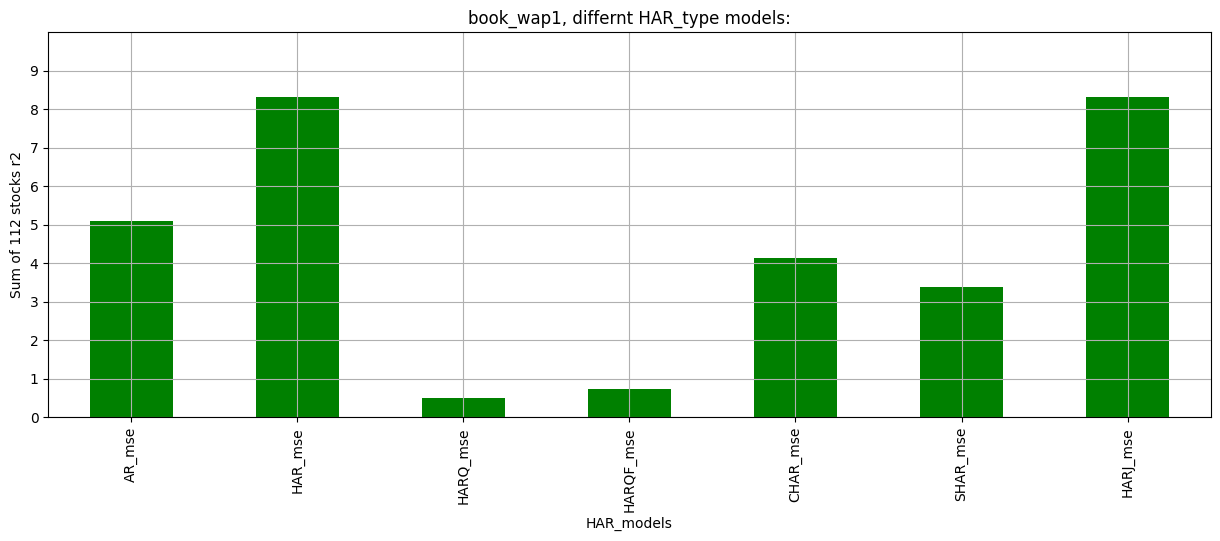 book_wap1, differnt HAR_type models:
Sum of 112 stocks r2
9
8
7
6
5
4
3
2
1
0
AR_mse
HAR_mse
HARQ_mse
HARQF_mse
CHAR_mse
SHAR_mse
HARJ_mse
HAR_models